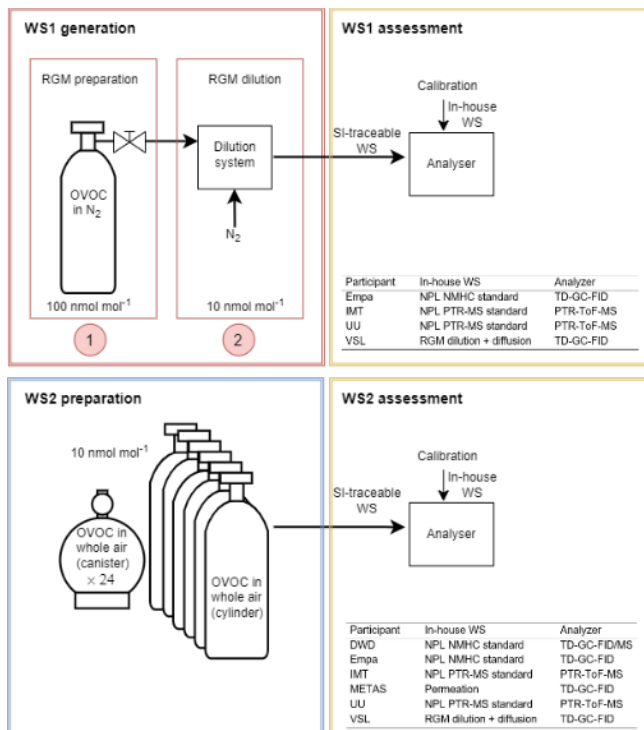 WS1 generation
RGM preparation
RGM dilution
OVOC
in N₂
Dilution
system
N₂
100 nmol mol⁻¹
10 nmol mol⁻¹
1
2
WS1 assessment
Calibration
In-house
WS
SI-traceable
WS
Analyser
Participant In-house WS Analyzer
Empa NPL NMHC standard TD-GC-FID
IMT NPL PTR-MS standard PTR-ToF-MS
UU NPL PTR-MS standard PTR-ToF-MS
VSL RGM dilution + diffusion TD-GC-FID
WS2 preparation
10 nmol mol⁻¹
OVOC in
whole air
(canister)
× 24
OVOC in
whole air
(cylinder)
WS2 assessment
Calibration
In-house
WS
SI-traceable
WS
Analyser
Participant In-house WS Analyzer
DWD NPL NMHC standard TD-GC-FID/MS
Empa NPL NMHC standard TD-GC-FID
IMT NPL PTR-MS standard PTR-ToF-MS
METAS Permeation TD-GC-FID
UU NPL PTR-MS standard PTR-ToF-MS
VSL RGM dilution + diffusion TD-GC-FID